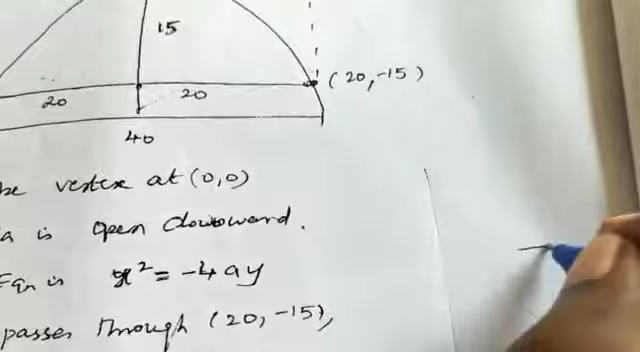 15
(20,-15)
20 20
40
vertex at (0,0)
is open downward.
Eqn is x² = -4ay
passes through (20,-15),